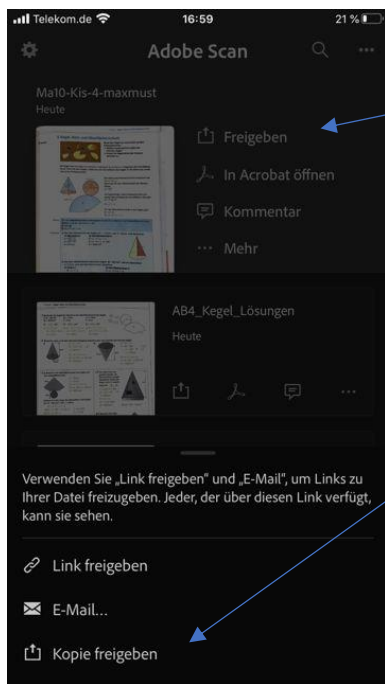 Telekom.de
16:59
21 %
Adobe Scan
Ma10-Kis-4-maxmust
Heute
Freigeben
In Acrobat öffnen
Kommentar
Mehr
AB4_Kegel_Lösungen
Heute
Verwenden Sie „Link freigeben“ und „E-Mail“, um Links zu
Ihrer Datei freizugeben. Jeder, der über diesen Link verfügt,
kann sie sehen.
Link freigeben
E-Mail...
Kopie freigeben